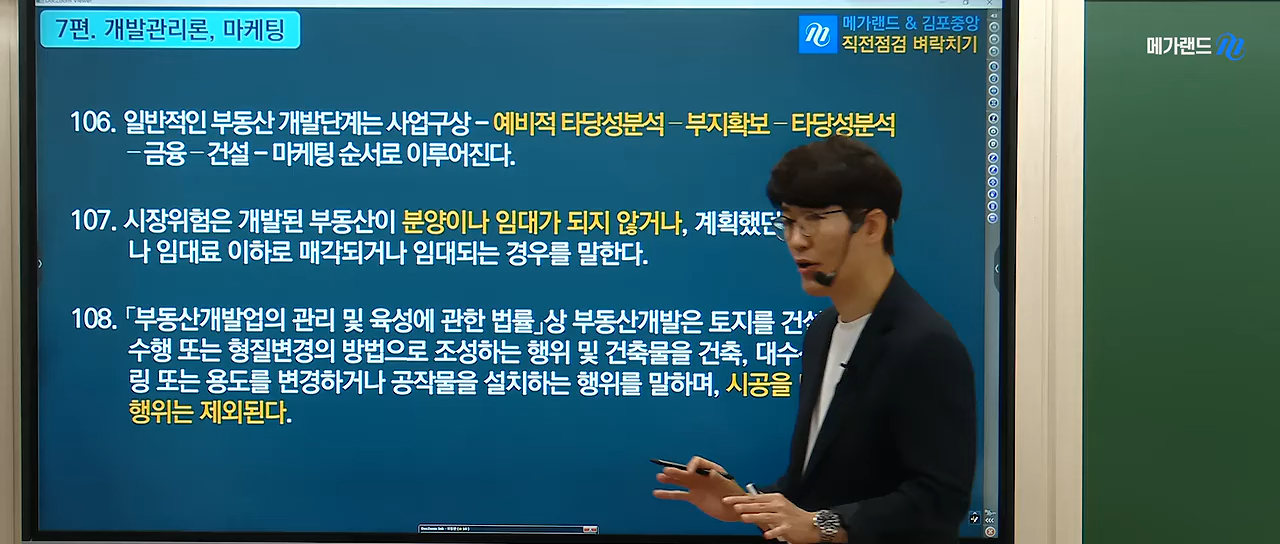 7편. 개발관리론, 마케팅
메가랜드 & 김포중앙
직전점검 벼락치기
메가랜드
106. 일반적인 부동산 개발단계는 사업구상 – 예비적 타당성분석 – 부지확보 – 타당성분석
– 금융 – 건설 – 마케팅 순서로 이루어진다.
107. 시장위험은 개발된 부동산이 분양이나 임대가 되지 않거나, 계획했던
나 임대료 이하로 매각되거나 임대되는 경우를 말한다.
108. 「부동산개발업의 관리 및 육성에 관한 법률」상 부동산개발은 토지를
수행 또는 형질변경의 방법으로 조성하는 행위 및 건축물을 건축, 대수
링 또는 용도를 변경하거나 공작물을 설치하는 행위를 말하며, 시공을
행위는 제외된다.